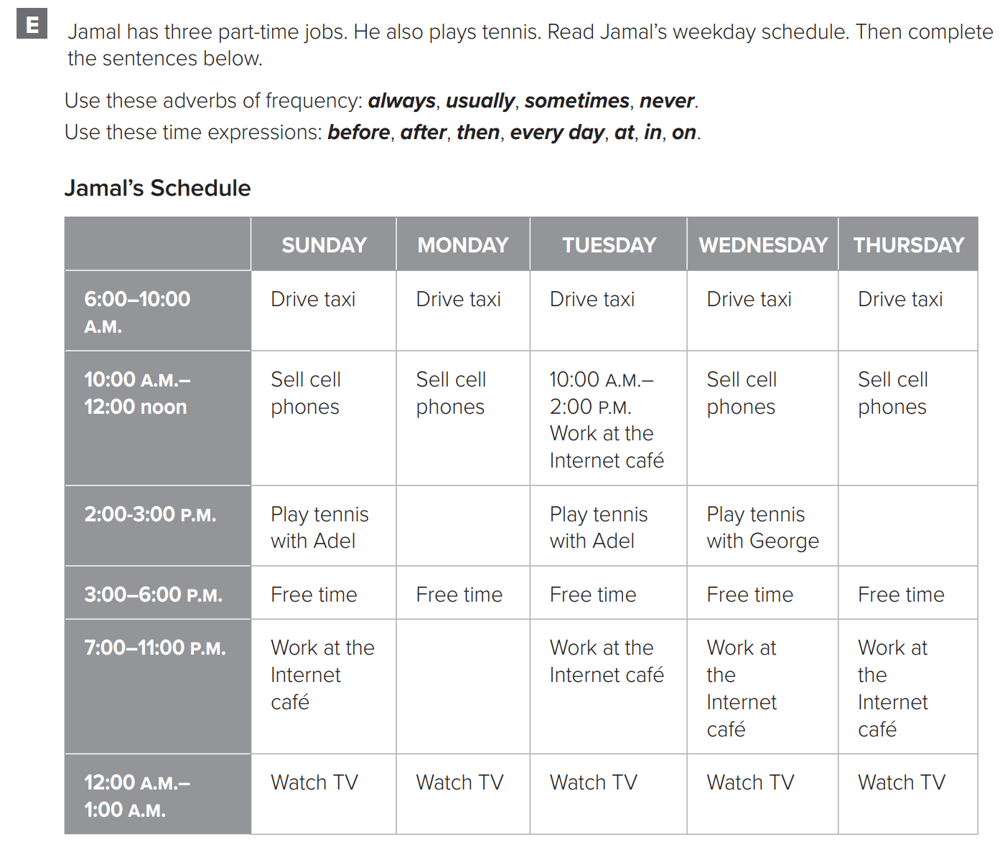 E
Jamal has three part-time jobs. He also plays tennis. Read Jamal’s weekday schedule. Then complete
the sentences below.
Use these adverbs of frequency: always, usually, sometimes, never.
Use these time expressions: before, after, then, every day, at, in, on.
Jamal’s Schedule
SUNDAY MONDAY TUESDAY WEDNESDAY THURSDAY
6:00–10:00 A.M. Drive taxi Drive taxi Drive taxi Drive taxi Drive taxi
10:00 A.M.– Sell cell Sell cell 10:00 A.M.– Sell cell Sell cell
12:00 noon phones phones 2:00 P.M. phones phones
Work at the
Internet café
2:00-3:00 P.M. Play tennis Play tennis Play tennis
with Adel with Adel with George
3:00–6:00 P.M. Free time Free time Free time Free time Free time
7:00–11:00 P.M. Work at the Work at the Work at Work at
Internet Internet café the the
café Internet Internet
café café
12:00 A.M.– Watch TV Watch TV Watch TV Watch TV Watch TV
1:00 A.M.